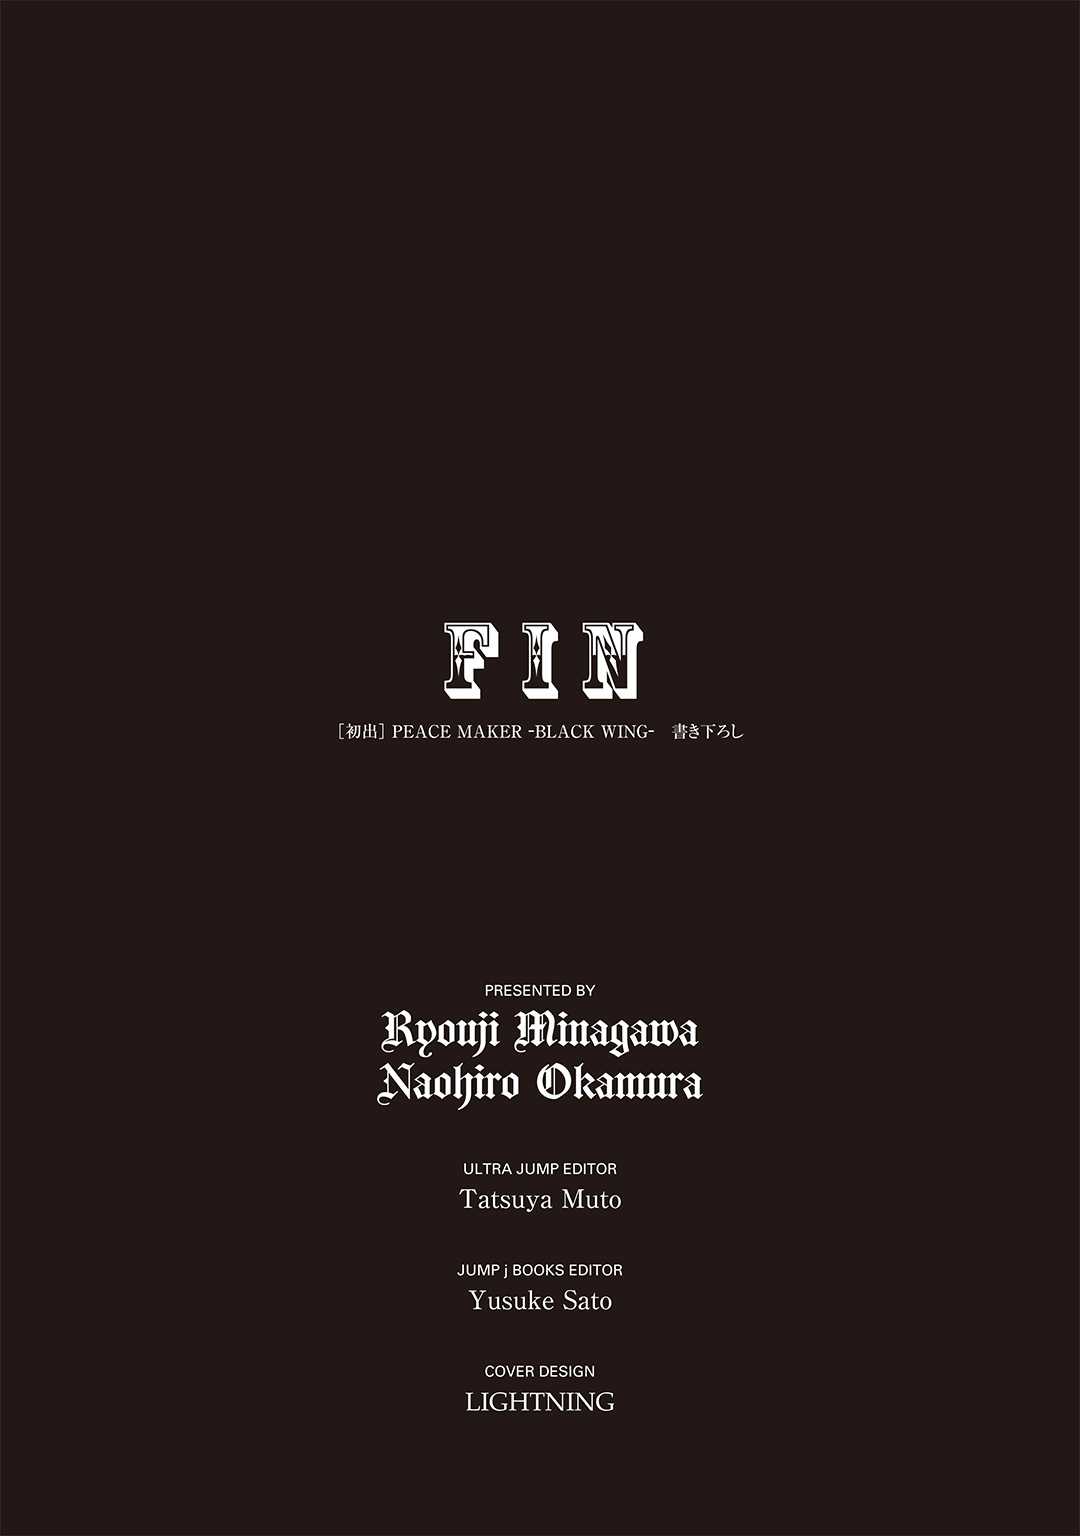 FIN
［初出］PEACE MAKER -BLACK WING-　書き下ろし
PRESENTED BY
Ryouji Minagawa
Naohiro Okamura
ULTRA JUMP EDITOR
Tatsuya Muto
JUMP j BOOKS EDITOR
Yusuke Sato
COVER DESIGN
LIGHTNING